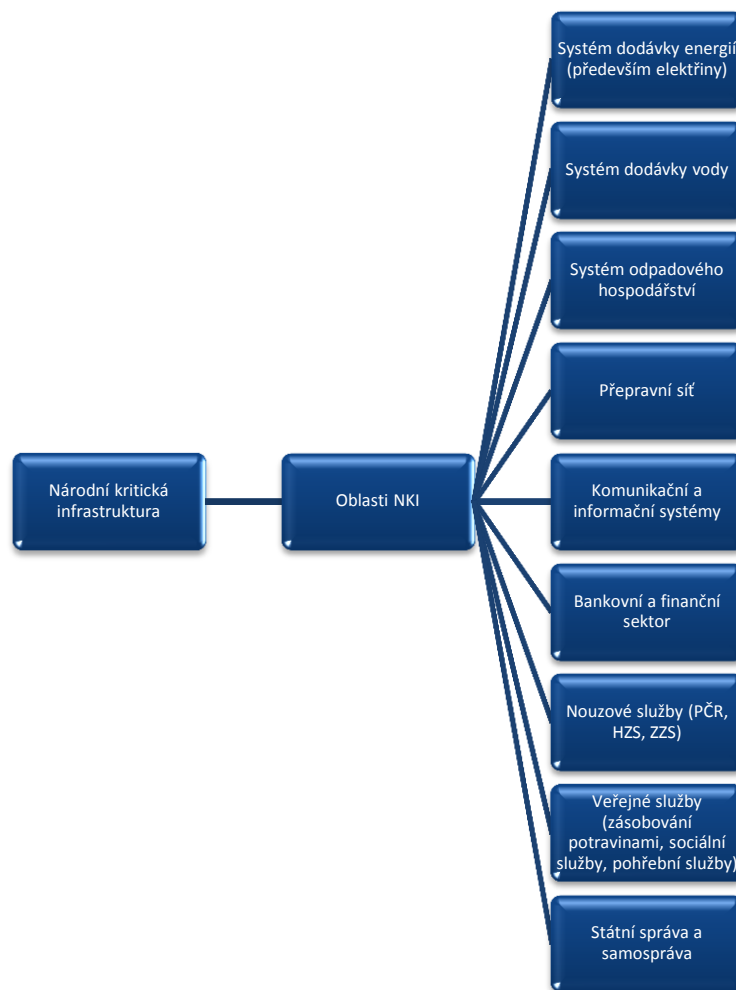 Systém dodávky energií
(především elektřiny)
Systém dodávky vody
Systém odpadového
hospodářství
Přepravní síť
Národní kritická
infrastruktura
Oblasti NKI
Komunikační a
informační systémy
Bankovní a finanční
sektor
Nouzové služby (PČR,
HZS, ZZS)
Veřejné služby
(zásobování
potravinami, sociální
služby, pohřební služby)
Státní správa a
samospráva